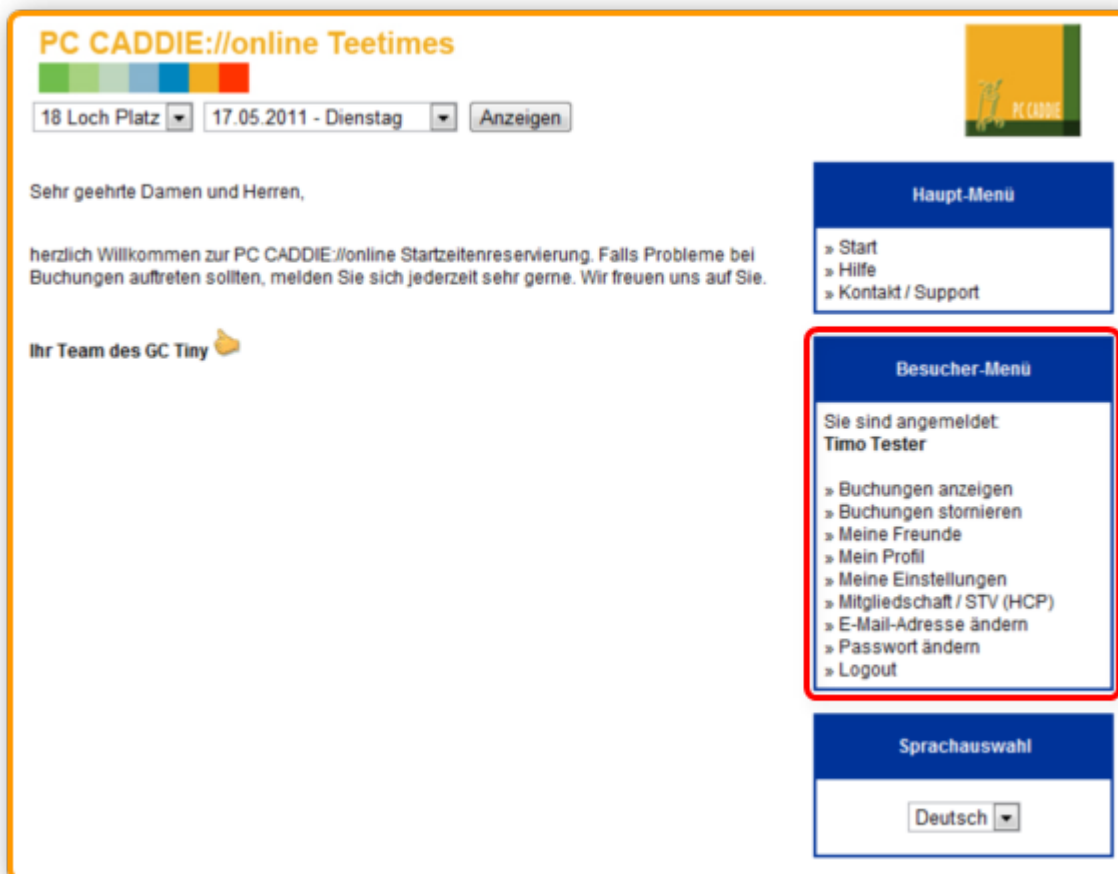 PC CADDIE://online Teetimes
18 Loch Platz 17.05.2011 - Dienstag Anzeigen
PC CADDIE
Sehr geehrte Damen und Herren,
herzlich Willkommen zur PC CADDIE://online Startzeitenreservierung. Falls Probleme bei
Buchungen auftreten sollten, melden Sie sich jederzeit sehr gerne. Wir freuen uns auf Sie.
Ihr Team des GC Tiny
Haupt-Menü
» Start
» Hilfe
» Kontakt / Support
Besucher-Menü
Sie sind angemeldet:
Timo Tester
» Buchungen anzeigen
» Buchungen stornieren
» Meine Freunde
» Mein Profil
» Meine Einstellungen
» Mitgliedschaft / STV (HCP)
» E-Mail-Adresse ändern
» Passwort ändern
» Logout
Sprachauswahl
Deutsch